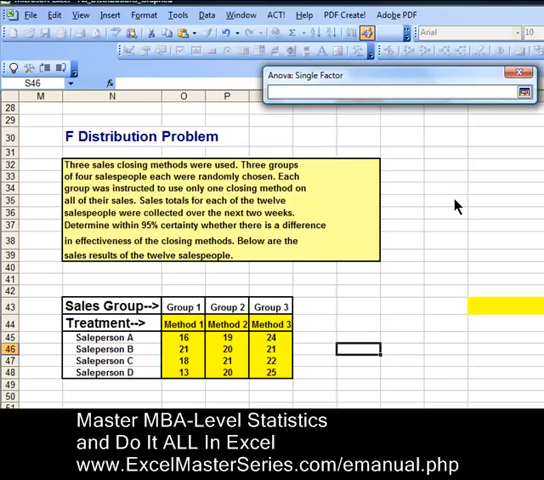 File Edit View Insert Format Tools Data Window ACT! Help PDF Create! Adobe PDF
Arial 10
S46 fx
Anova: Single Factor
M N O P Q R S T
28
29
30 F Distribution Problem
31
32 Three sales closing methods were used. Three groups
33 of four salespeople each were randomly chosen. Each
34 group was instructed to use only one closing method on
35 all of their sales. Sales totals for each of the twelve
36 salespeople were collected over the next two weeks.
37 Determine within 95% certainty whether there is a difference
38 in effectiveness of the closing methods. Below are the
39 sales results of the twelve salespeople.
40
41
42
43 Sales Group--> Group 1 Group 2 Group 3
44 Treatment--> Method 1 Method 2 Method 3
45 Saleperson A 16 19 24
46 Saleperson B 21 20 21
47 Saleperson C 18 21 22
48 Saleperson D 13 20 25
49
50
Master MBA-Level Statistics
and Do It ALL In Excel
www.ExcelMasterSeries.com/emanual.php